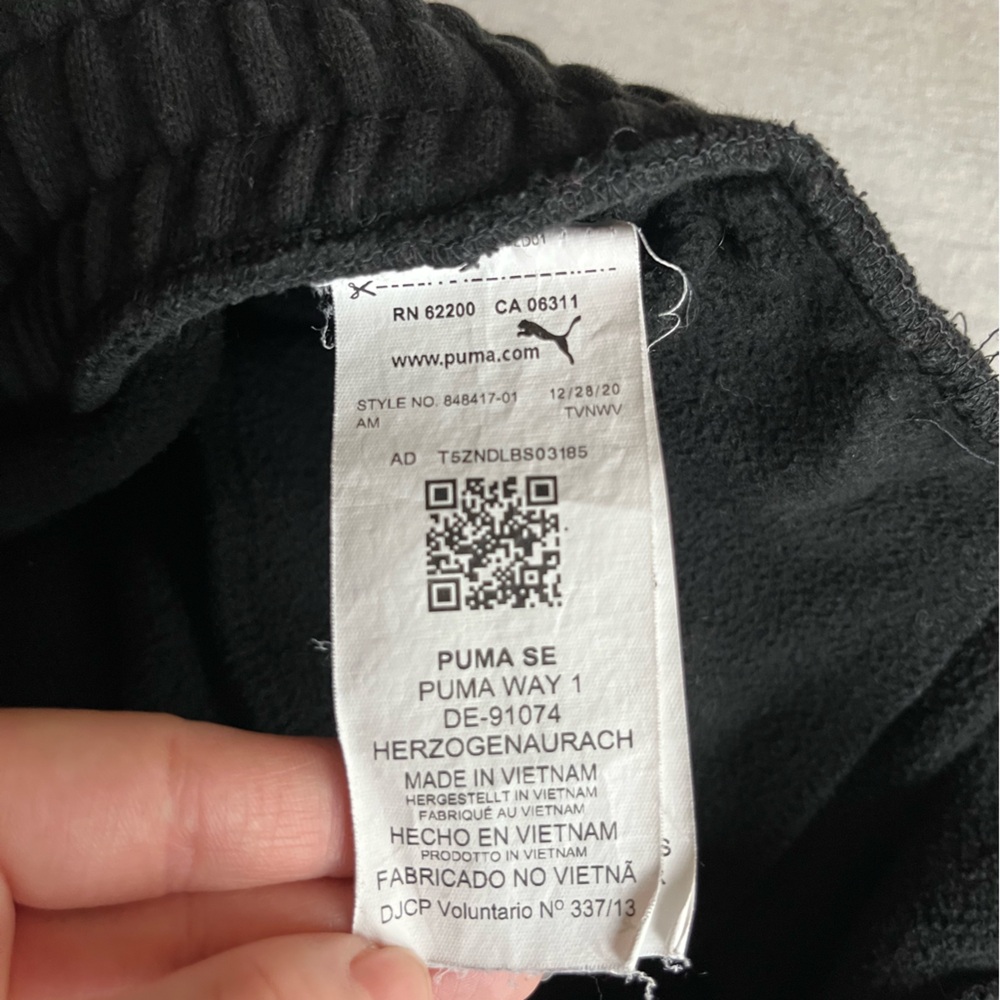 RN 62200 CA 06311
www.puma.com
STYLE NO. 848417-01 12/28/20
AM TVNWV
AD T5ZNDLBS03185
PUMA SE
PUMA WAY 1
DE-91074
HERZOGENAURACH
MADE IN VIETNAM
HERGESTELLT IN VIETNAM
FABRIQUÉ AU VIETNAM
HECHO EN VIETNAM
PRODOTTO IN VIETNAM
FABRICADO NO VIETNÃ
DJCP Voluntario Nº 337/13